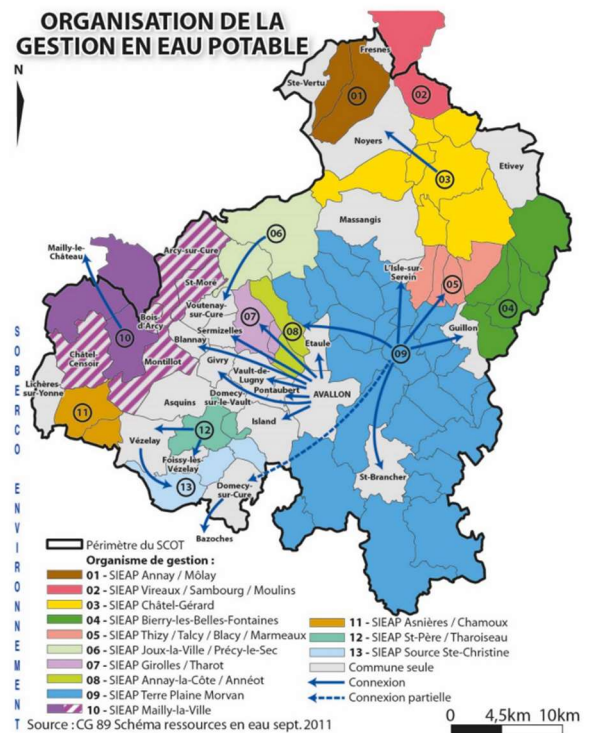 ORGANISATION DE LA
GESTION EN EAU POTABLE
N
Fresnes
Ste-Vertu
01
02
Noyers
03
Etivey
Massangis
06
Mailly-le-
Château
Arcy-sur-Cure
L'Isle-sur-
Serein
05
St-More
04
Voutenay-
sur-Cure
07
Bois-
d'Arcy
Sermizelles
08
Guillon
10
Blannay
Etaule
09
Châtel-
Censoir
Montillot
Givry
Vault-de-
Lugny
Lichères-
sur-Yonne
Pontaubert
AVALLON
Domecy-
sur-le-Vault
11
Asquins
Island
12
Vézelay
Foissy-lès
Vézelay
St-Brancher
13
Domecy-
sur-Cure
Bazoches
SOBERCO ENVIRONNEMENT
Périmètre du SCOT
Organisme de gestion :
01 - SIEAP Annay / Môlay
02 - SIEAP Vireaux / Sambourg / Moulins
03 - SIEAP Châtel-Gérard
04 - SIEAP Bierry-les-Belles-Fontaines
05 - SIEAP Thizy / Talcy / Blacy / Marmeaux
06 - SIEAP Joux-la-Ville / Précy-le-Sec
07 - SIEAP Girolles / Tharot
08 - SIEAP Annay-la-Côte / Annéot
09 - SIEAP Terre Plaine Morvan
10 - SIEAP Mailly-la-Ville
11 - SIEAP Asnières / Chamoux
12 - SIEAP St-Père / Tharoiseau
13 - SIEAP Source Ste-Christine
Commune seule
Connexion
Connexion partielle
Source : CG 89 Schéma ressources en eau sept. 2011
0 4,5km 10km